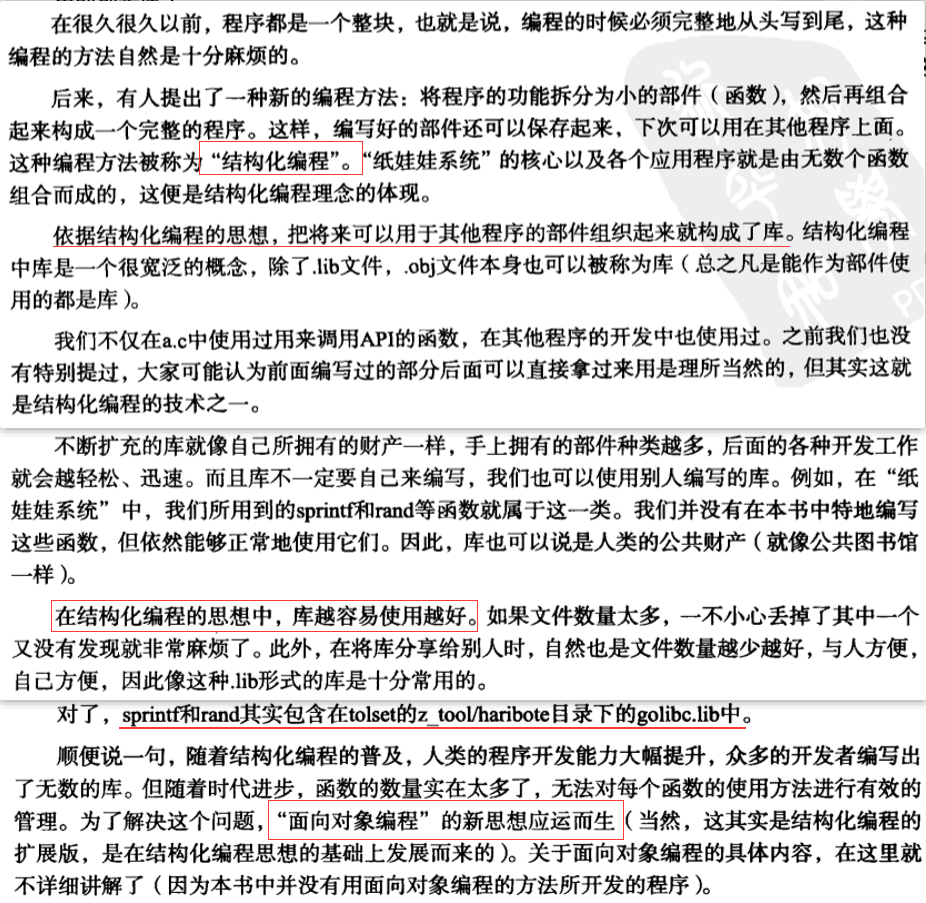 在很久很久以前，程序都是一个整块，也就是说，编程的时候必须完整地从头写到尾，这种
编程的方法自然是十分麻烦的。
后来，有人提出了一种新的编程方法：将程序的功能拆分为小的部件（函数），然后再组合
起来构成一个完整的程序。这样，编写好的部件还可以保存起来，下次可以用在其他程序上面。
这种编程方法被称为“结构化编程”。“纸娃娃系统”的核心以及各个应用程序就是由无数个函数
组合而成的，这便是结构化编程理念的体现。
依据结构化编程的思想，把将来可以用于其他程序的部件组织起来就构成了库。结构化编程
中库是一个很宽泛的概念，除了.lib文件，.obj文件本身也可以被称为库（总之凡是能作为部件使
用的都是库）。
我们不仅在a.c中使用过用来调用API的函数，在其他程序的开发中也使用过。之前我们也没
有特别提过，大家可能认为前面编写过的部分后面可以直接拿过来用是理所当然的，但其实这就
是结构化编程的技术之一。
不断扩充的库就像自己所拥有的财产一样，手上拥有的部件种类越多，后面的各种开发工作
就会越轻松、迅速。而且库不一定要自己来编写，我们也可以使用别人编写的库。例如，在“纸
娃娃系统”中，我们所用到的sprintf和rand等函数就属于这一类。我们并没有在本书中特地编写
这些函数，但依然能够正常地使用它们。因此，库也可以说是人类的公共财产（就像公共图书馆
一样）。
在结构化编程的思想中，库越容易使用越好。如果文件数量太多，一不小心丢掉了其中一个
又没有发现就非常麻烦了。此外，在将库分享给别人时，自然也是文件数量越少越好，与人方便，
自己方便，因此像这种.lib形式的库是十分常用的。
对了，sprintf和rand其实包含在tolset的z_tool/haribote目录下的golibc.lib中。
顺便说一句，随着结构化编程的普及，人类的程序开发能力大幅提升，众多的开发者编写出
了无数的库。但随着时代进步，函数的数量实在太多了，无法对每个函数的使用方法进行有效的
管理。为了解决这个问题，“面向对象编程”的新思想应运而生（当然，这其实是结构化编程的
扩展版，是在结构化编程思想的基础上发展而来的）。关于面向对象编程的具体内容，在这里就
不详细讲解了（因为本书中并没有用面向对象编程的方法所开发的程序）。